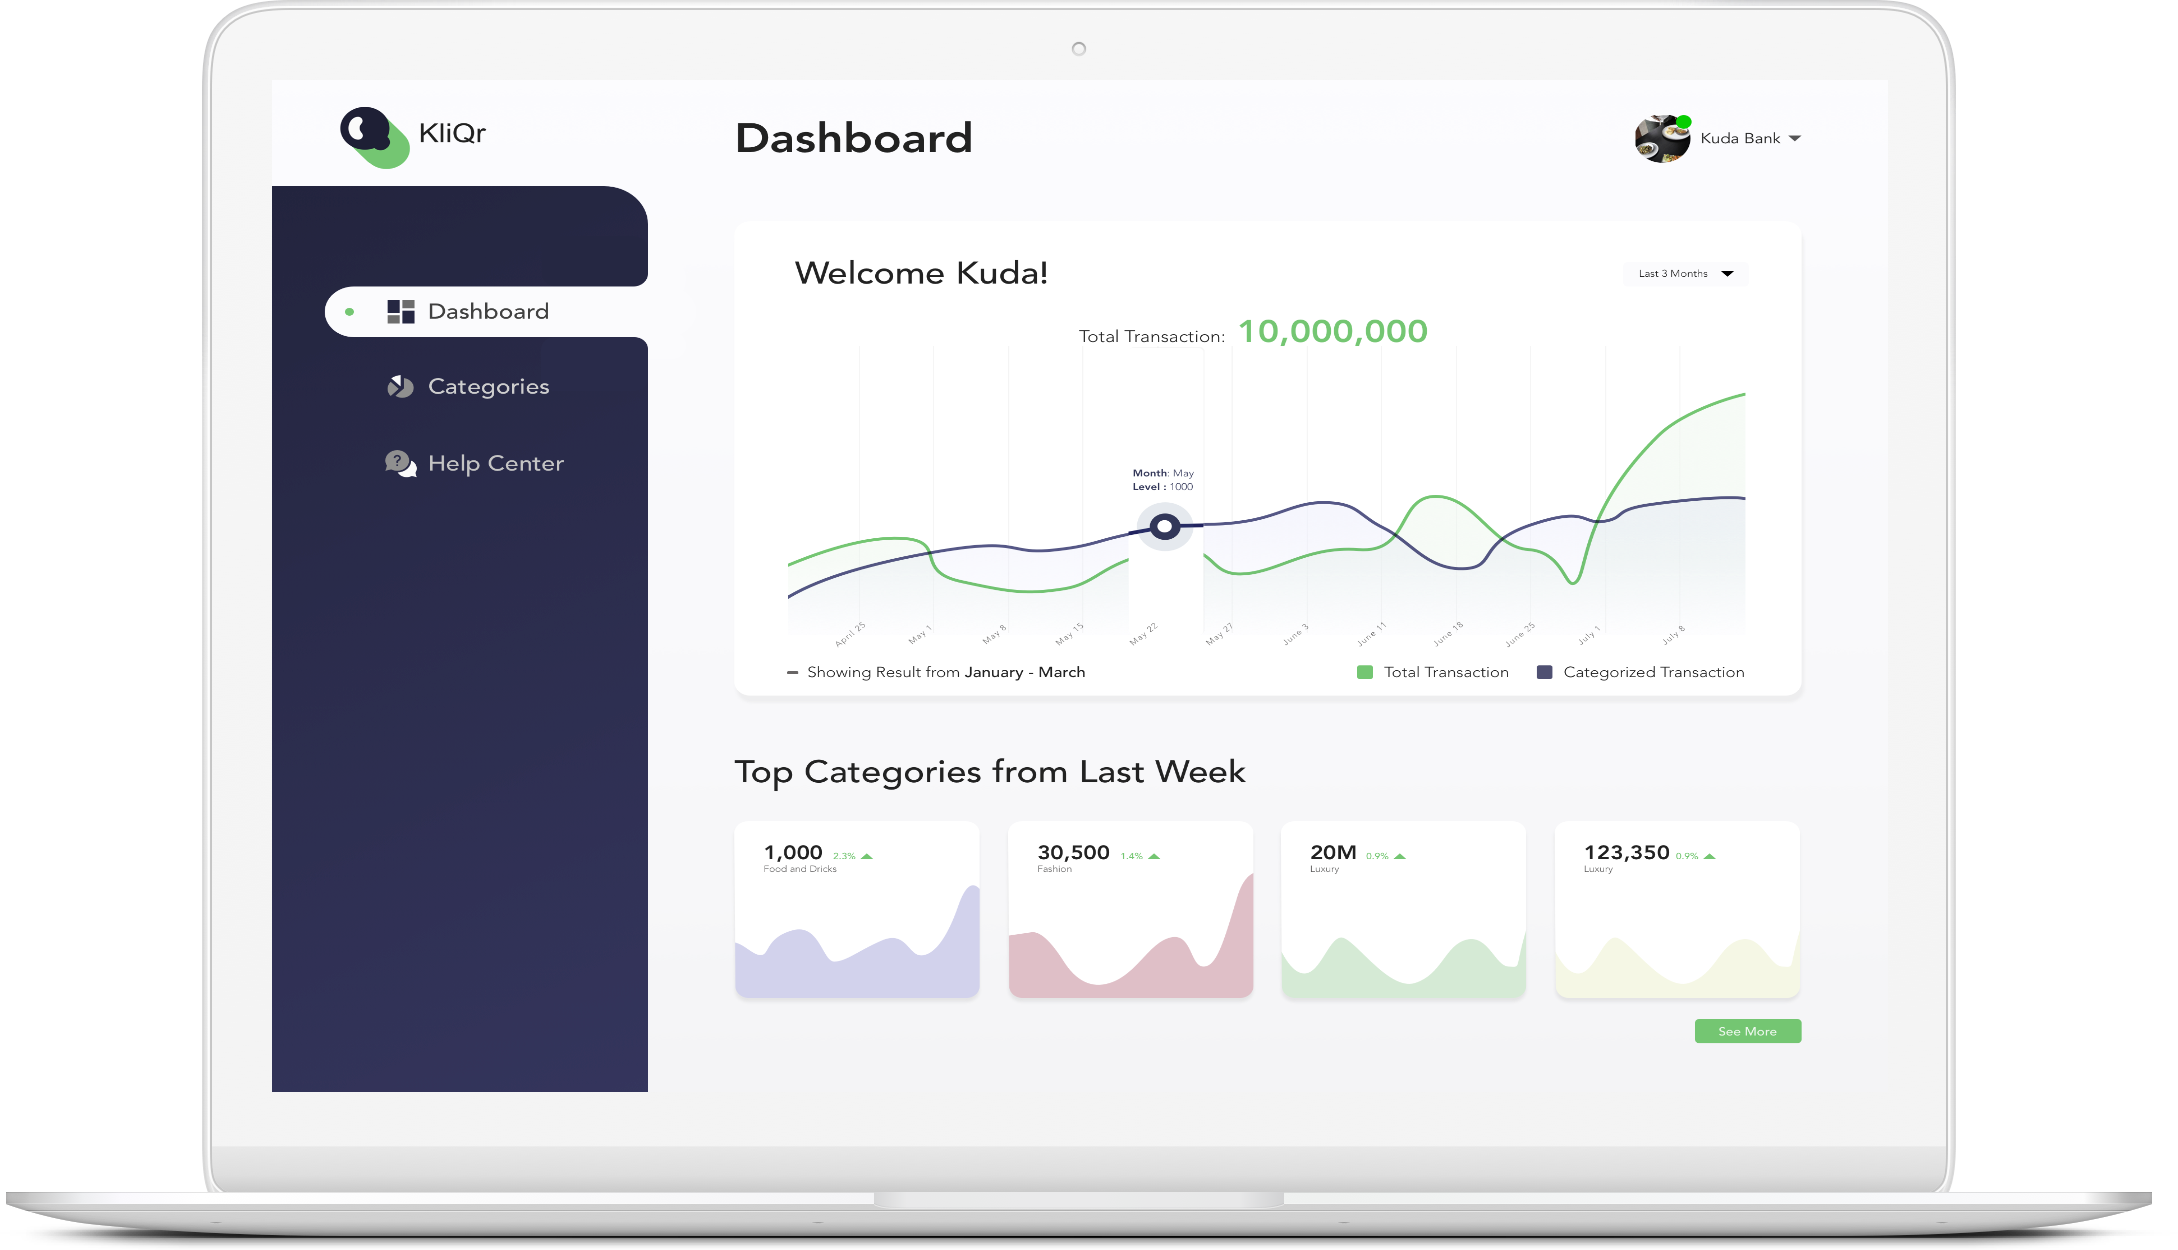 KliQr
Dashboard
Kuda Bank
Dashboard
Categories
Help Center
Welcome Kuda!
Last 3 Months
Total Transaction: 10,000,000
Month: May
Level : 1000
April 25
May 1
May 8
May 15
May 22
May 27
June 3
June 11
June 18
June 25
July 1
July 8
Showing Result from January - March
Total Transaction
Categorized Transaction
Top Categories from Last Week
1,000 2.3%
Food and Dricks
30,500 1.4%
Fashion
20M 0.9%
Luxury
123,350 0.9%
Luxury
See More